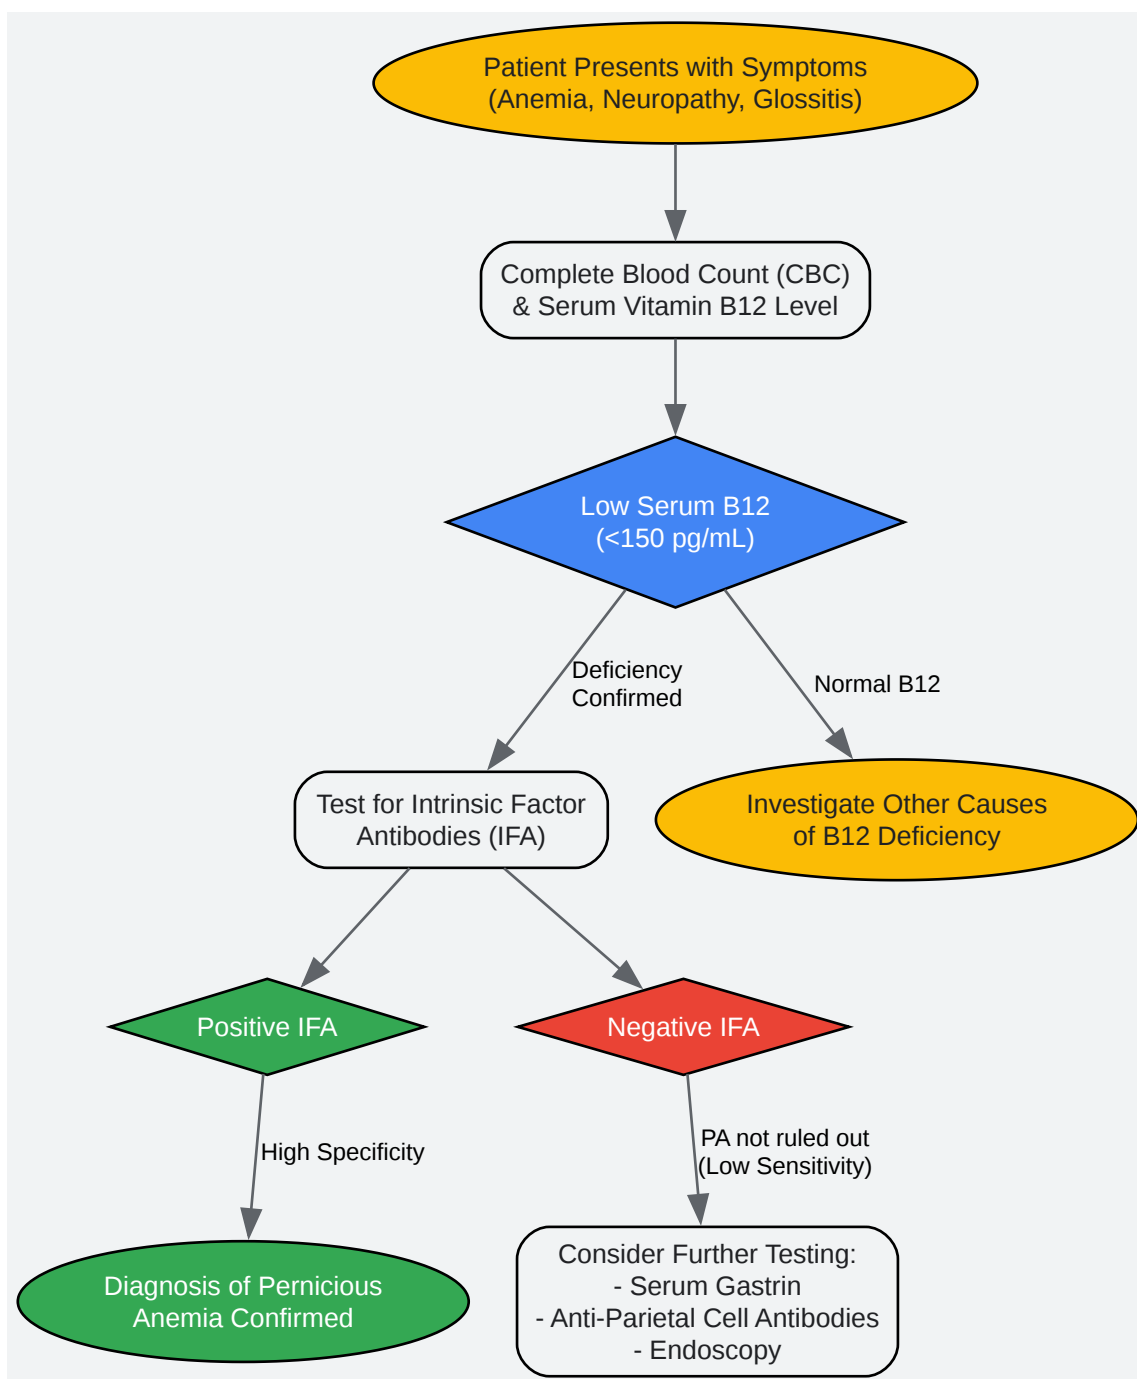 Patient Presents with Symptoms
(Anemia, Neuropathy, Glossitis)
Complete Blood Count (CBC)
& Serum Vitamin B12 Level
Low Serum B12
(<150 pg/mL)
Deficiency
Confirmed
Normal B12
Test for Intrinsic Factor
Antibodies (IFA)
Investigate Other Causes
of B12 Deficiency
Positive IFA
Negative IFA
High Specificity
PA not ruled out
(Low Sensitivity)
Diagnosis of Pernicious
Anemia Confirmed
Consider Further Testing:
- Serum Gastrin
- Anti-Parietal Cell Antibodies
- Endoscopy